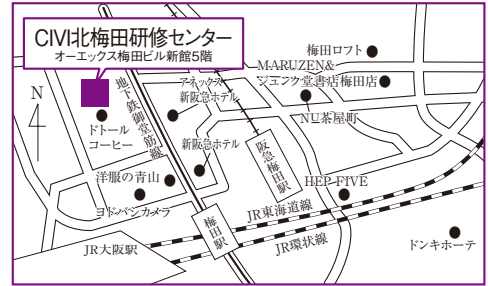 CIVI北梅田研修センター
オーエックス梅田ビル新館5階
N
地下鉄御堂筋線
アネックス
新阪急ホテル
梅田ロフト
MARUZEN&
ジュンク堂書店梅田店
NU茶屋町
ドトール
コーヒー
新阪急ホテル
阪急梅田駅
洋服の青山
ヨドバシカメラ
HEP FIVE
梅田駅
JR東海道線
JR環状線
JR大阪駅
ドンキホーテ